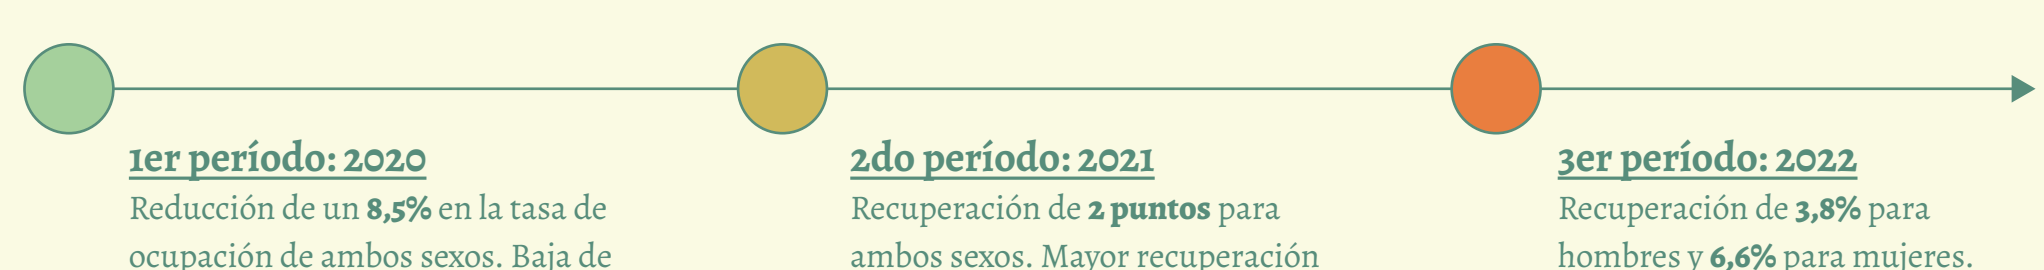 1er período: 2020
Reducción de un 8,5% en la tasa de
ocupación de ambos sexos. Baja de
2do período: 2021
Recuperación de 2 puntos para
ambos sexos. Mayor recuperación
3er período: 2022
Recuperación de 3,8% para
hombres y 6,6% para mujeres.